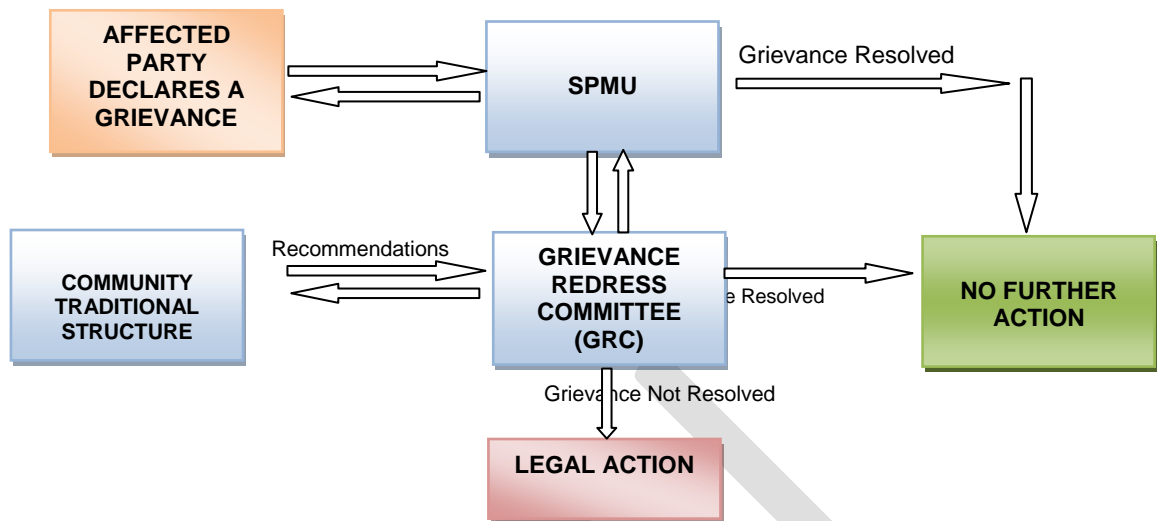 AFFECTED
PARTY
DECLARES A
GRIEVANCE
SPMU
Grievance Resolved
COMMUNITY
TRADITIONAL
STRUCTURE
Recommendations
GRIEVANCE
REDRESS
COMMITTEE
(GRC)
e Resolved
NO FURTHER
ACTION
Grievance Not Resolved
LEGAL ACTION